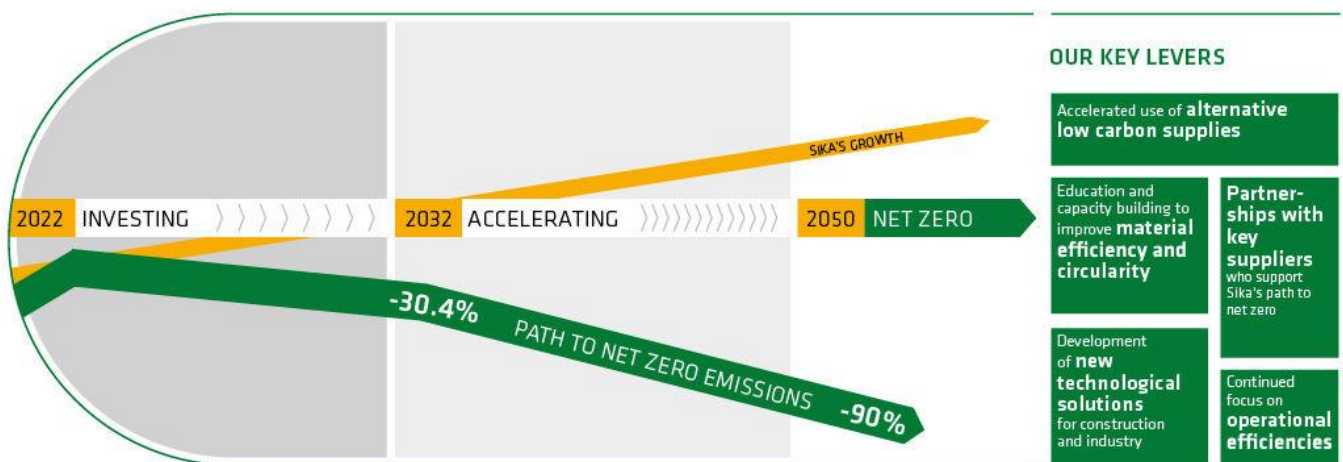 OUR KEY LEVERS
Accelerated use of alternative
low carbon supplies
SIKA'S GROWTH
2022 INVESTING
2032 ACCELERATING
2050 NET ZERO
-30.4% PATH TO NET ZERO EMISSIONS -90%
Education and
capacity building to
improve material
efficiency and
circularity
Partner-
ships with
key
suppliers
who support
Sika's path to
net zero
Development
of new
technological
solutions
for construction
and industry
Continued
focus on
operational
efficiencies